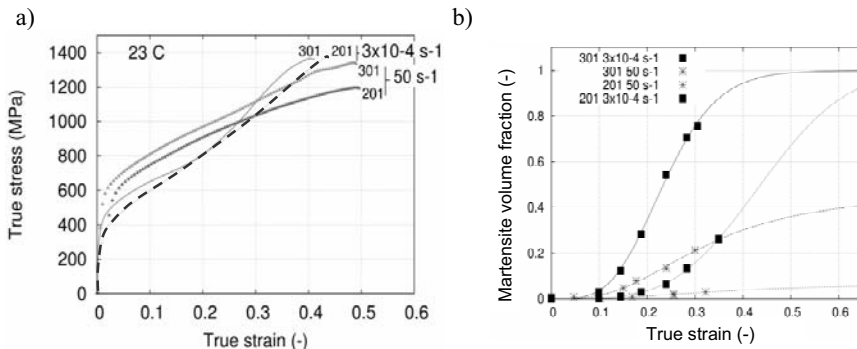 a)
23 C
301 201 3x10-4 s-1
301
50 s-1
201
1400
1200
1000
800
600
400
200
0
0 0.1 0.2 0.3 0.4 0.5 0.6
True stress (MPa)
True strain (-)
b)
301 3x10-4 s-1
301 50 s-1
201 50 s-1
201 3x10-4 s-1
1
0.8
0.6
0.4
0.2
0
0 0.1 0.2 0.3 0.4 0.5 0.6
Martensite volume fraction (-)
True strain (-)